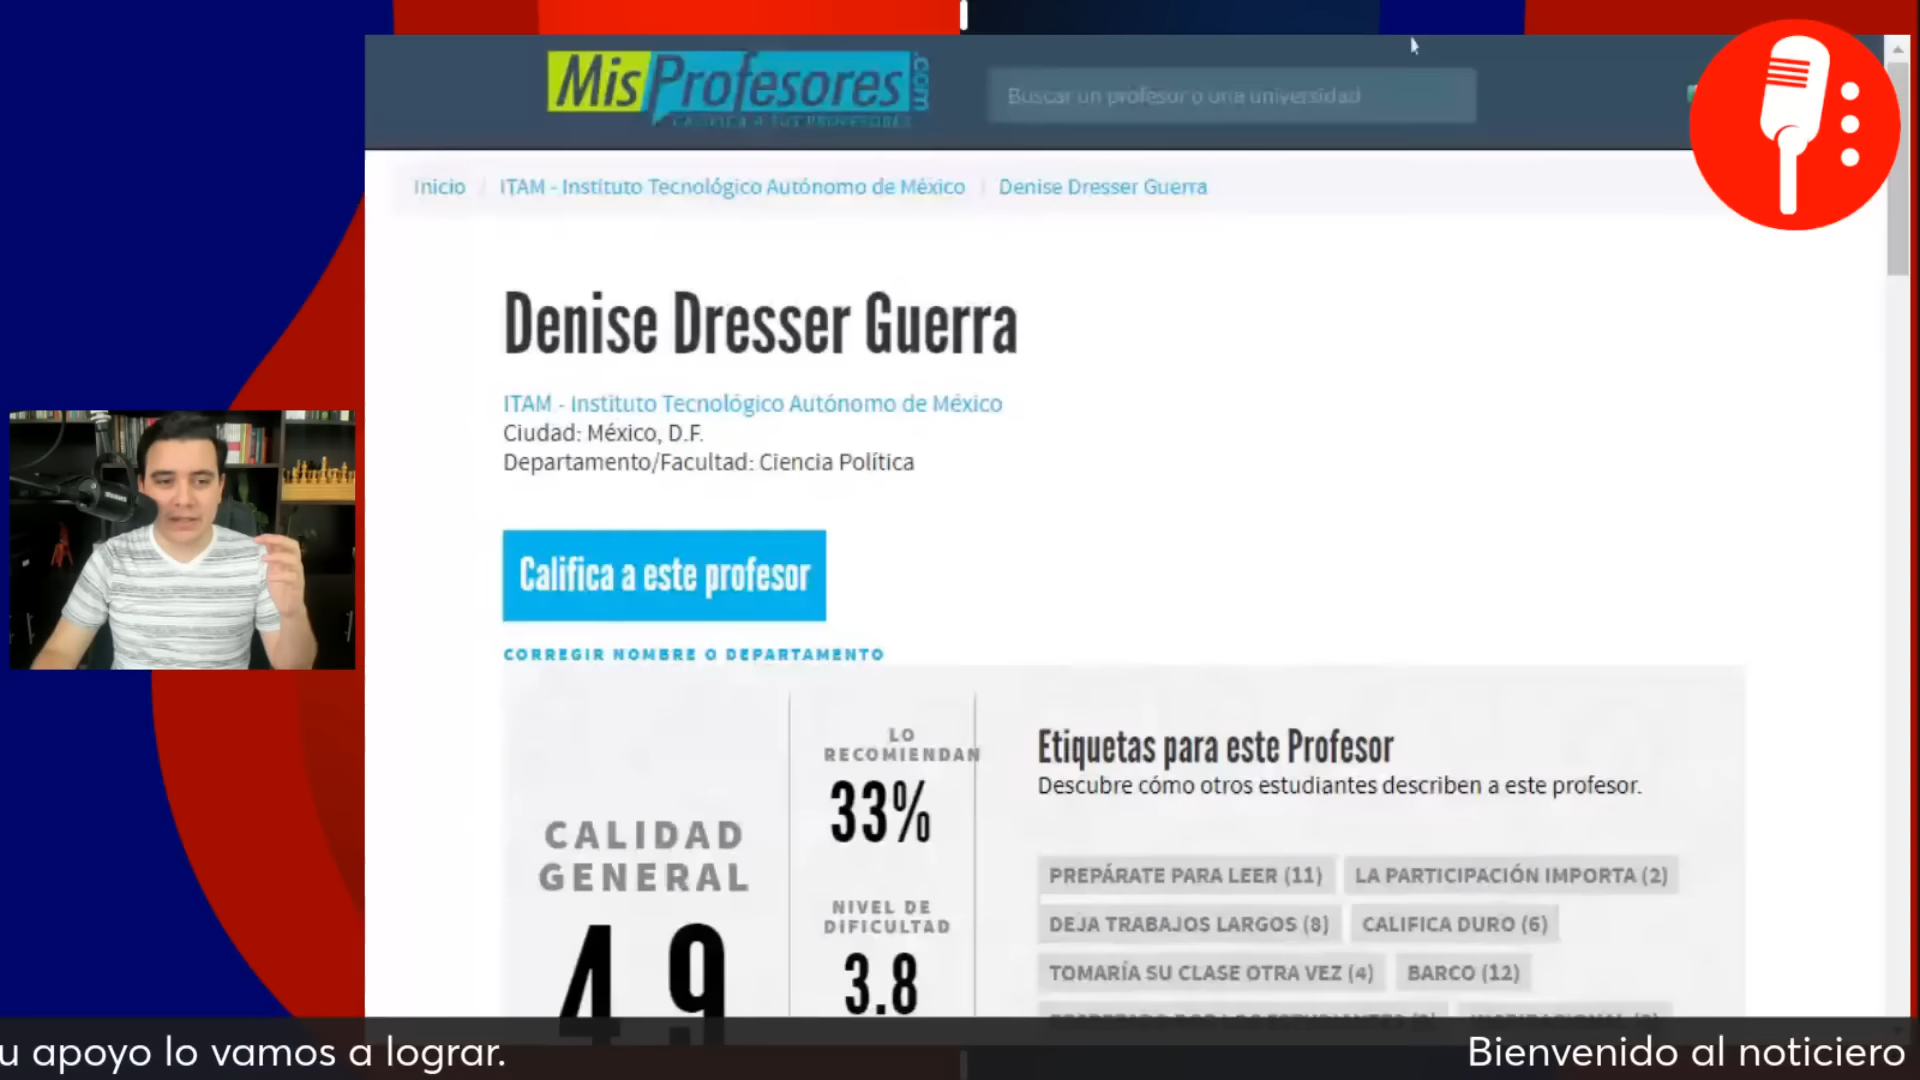 MisProfesores.com
CALIFICA A TUS PROFESORES
Buscar un profesor o una universidad
Inicio / ITAM - Instituto Tecnológico Autónomo de México / Denise Dresser Guerra
Denise Dresser Guerra
ITAM - Instituto Tecnológico Autónomo de México
Ciudad: México, D.F.
Departamento/Facultad: Ciencia Política
Califica a este profesor
CORREGIR NOMBRE O DEPARTAMENTO
CALIDAD
GENERAL
4.9
LO
RECOMIENDAN
33%
NIVEL DE
DIFICULTAD
3.8
Etiquetas para este Profesor
Descubre cómo otros estudiantes describen a este profesor.
PREPÁRATE PARA LEER (11) LA PARTICIPACIÓN IMPORTA (2)
DEJA TRABAJOS LARGOS (8) CALIFICA DURO (6)
TOMARÍA SU CLASE OTRA VEZ (4) BARCO (12)
u apoyo lo vamos a lograr.
Bienvenido al noticiero